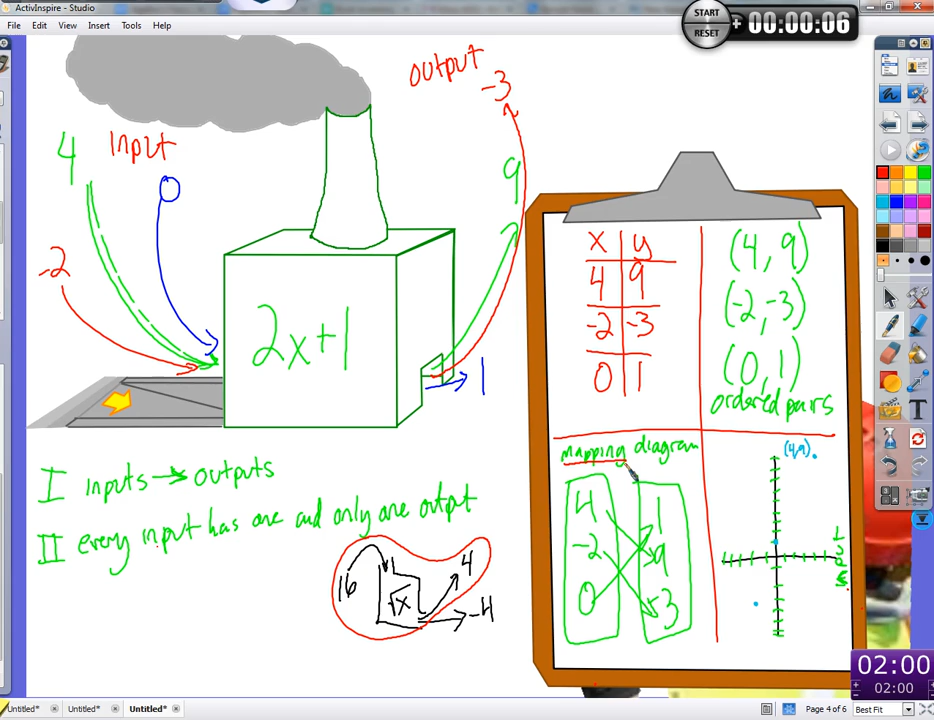 ActivInspire - Studio
File Edit View Insert Tools Help
START
RESET
00:00:06
output
-3
4
Input
0
9
-2
2x+1
1
I inputs → outputs
II every input has one and only one output
16
√x
4
-4
x y
4 9
-2 -3
0 1
(4, 9)
(-2, -3)
(0, 1)
ordered pairs
mapping diagram
4 1
-2 9
0 -3
(4,9)
02:00
02:00
Untitled* Untitled* Untitled*
Page 4 of 6 Best Fit